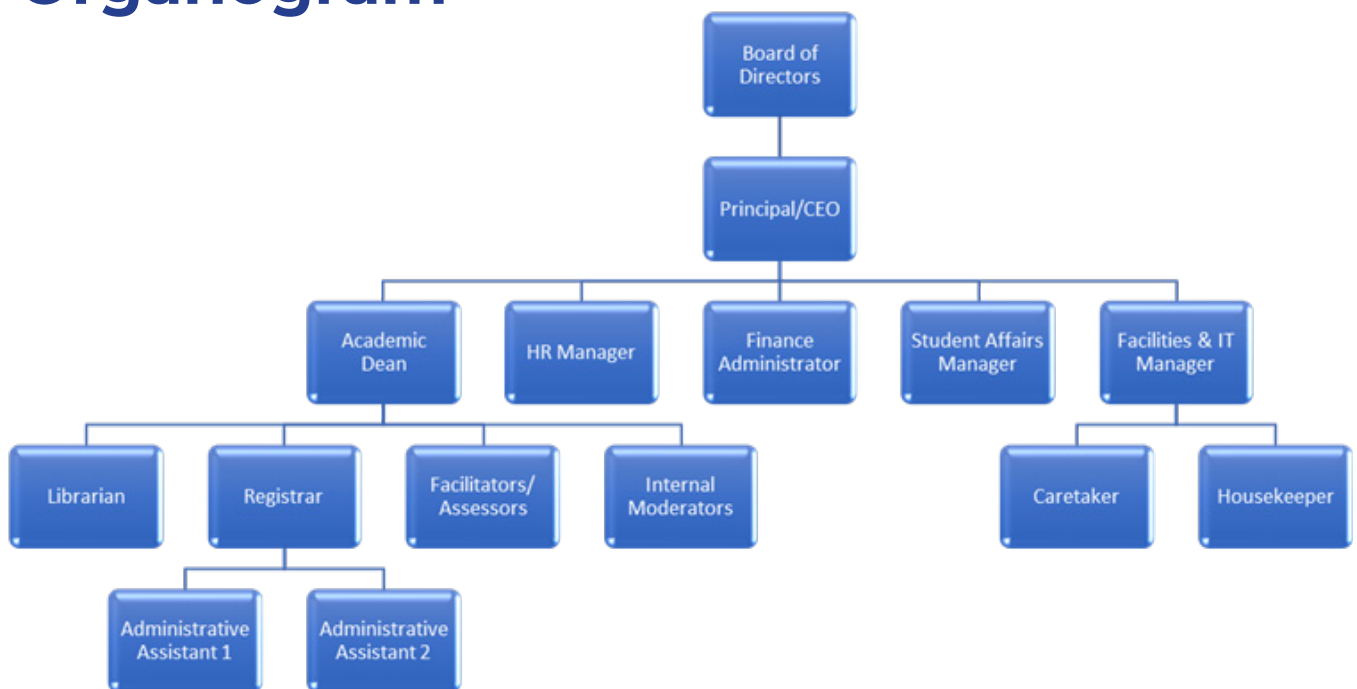 Organogram
Board of
Directors
Principal/CEO
Academic
Dean
HR Manager
Finance
Administrator
Student Affairs
Manager
Facilities & IT
Manager
Librarian
Registrar
Facilitators/
Assessors
Internal
Moderators
Caretaker
Housekeeper
Administrative
Assistant 1
Administrative
Assistant 2